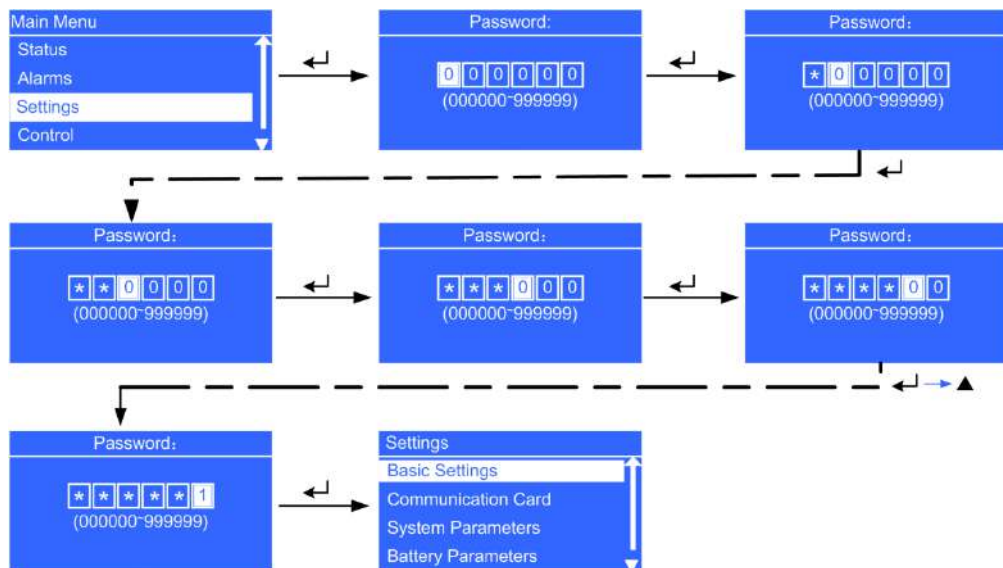 Main Menu
Status
Alarms
Settings
Control
Password:
0 0 0 0 0 0
(000000~999999)
Password:
* 0 0 0 0 0
(000000~999999)
Password:
* * 0 0 0 0
(000000~999999)
Password:
* * * 0 0 0
(000000~999999)
Password:
* * * * 0 0
(000000~999999)
Password:
* * * * * 1
(000000~999999)
Settings
Basic Settings
Communication Card
System Parameters
Battery Parameters